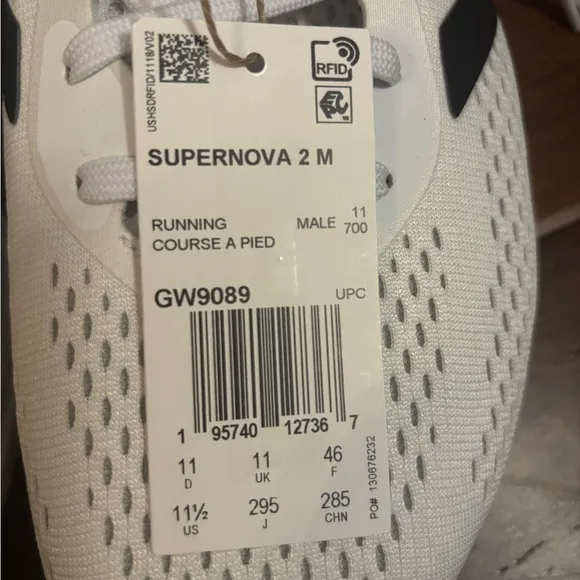 USHSDRFID/1118/V02
RFID
SUPERNOVA 2 M
RUNNING MALE 11
COURSE A PIED 700
GW9089 UPC
1 95740 12736 7
11 11 46
D UK F
11½ 295 285
US J CHN
PO# 130676232